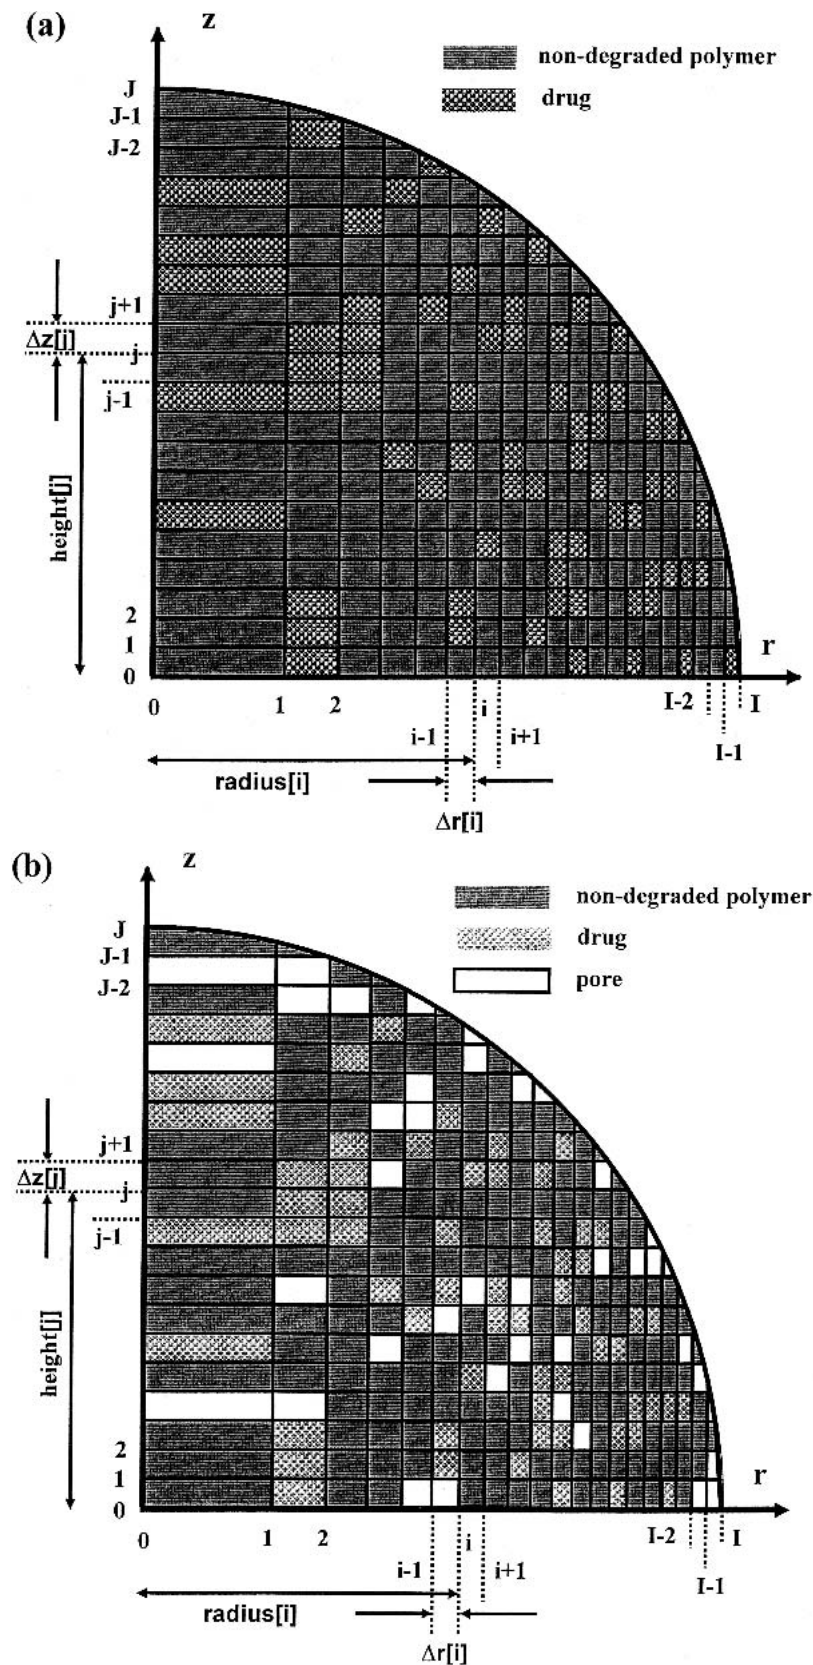 (a)
z
non-degraded polymer
drug
J
J-1
J-2
j+1
Δz[j]
j
j-1
height[j]
2
1
0
r
0
1
2
i-1
i
i+1
I-2
I
I-1
radius[i]
Δr[i]
(b)
z
non-degraded polymer
drug
pore
J
J-1
J-2
j+1
Δz[j]
j
j-1
height[j]
2
1
0
r
0
1
2
i-1
i
i+1
I-2
I
I-1
radius[i]
Δr[i]